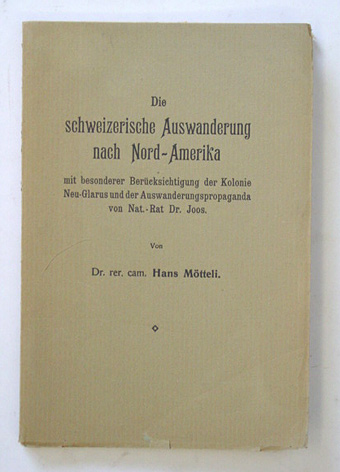 Die
schweizerische Auswanderung
nach Nord-Amerika
mit besonderer Berücksichtigung der Kolonie
Neu-Glarus und der Auswanderungspropaganda
von Nat.-Rat Dr. Joos.
Von
Dr. rer. cam. Hans Mötteli.